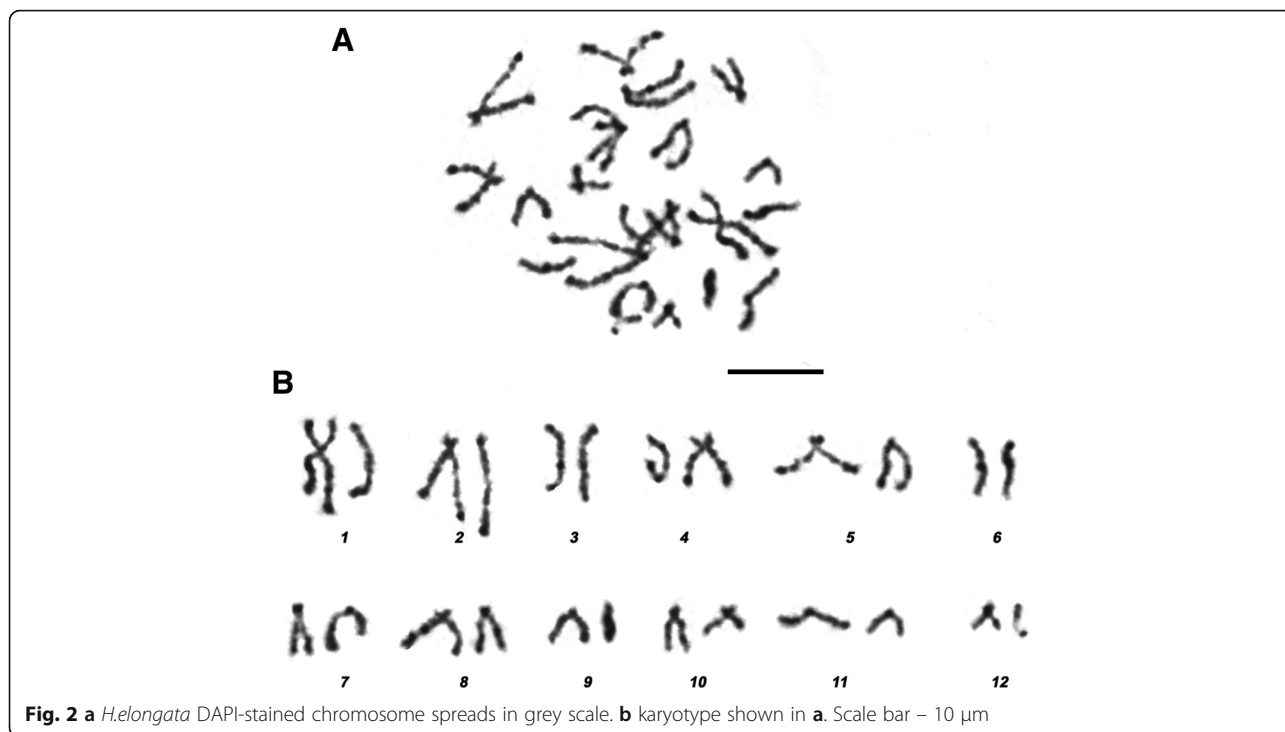 A
B
1 2 3 4 5 6
7 8 9 10 11 12
Fig. 2 a H.elongata DAPI-stained chromosome spreads in grey scale. b karyotype shown in a. Scale bar – 10 μm